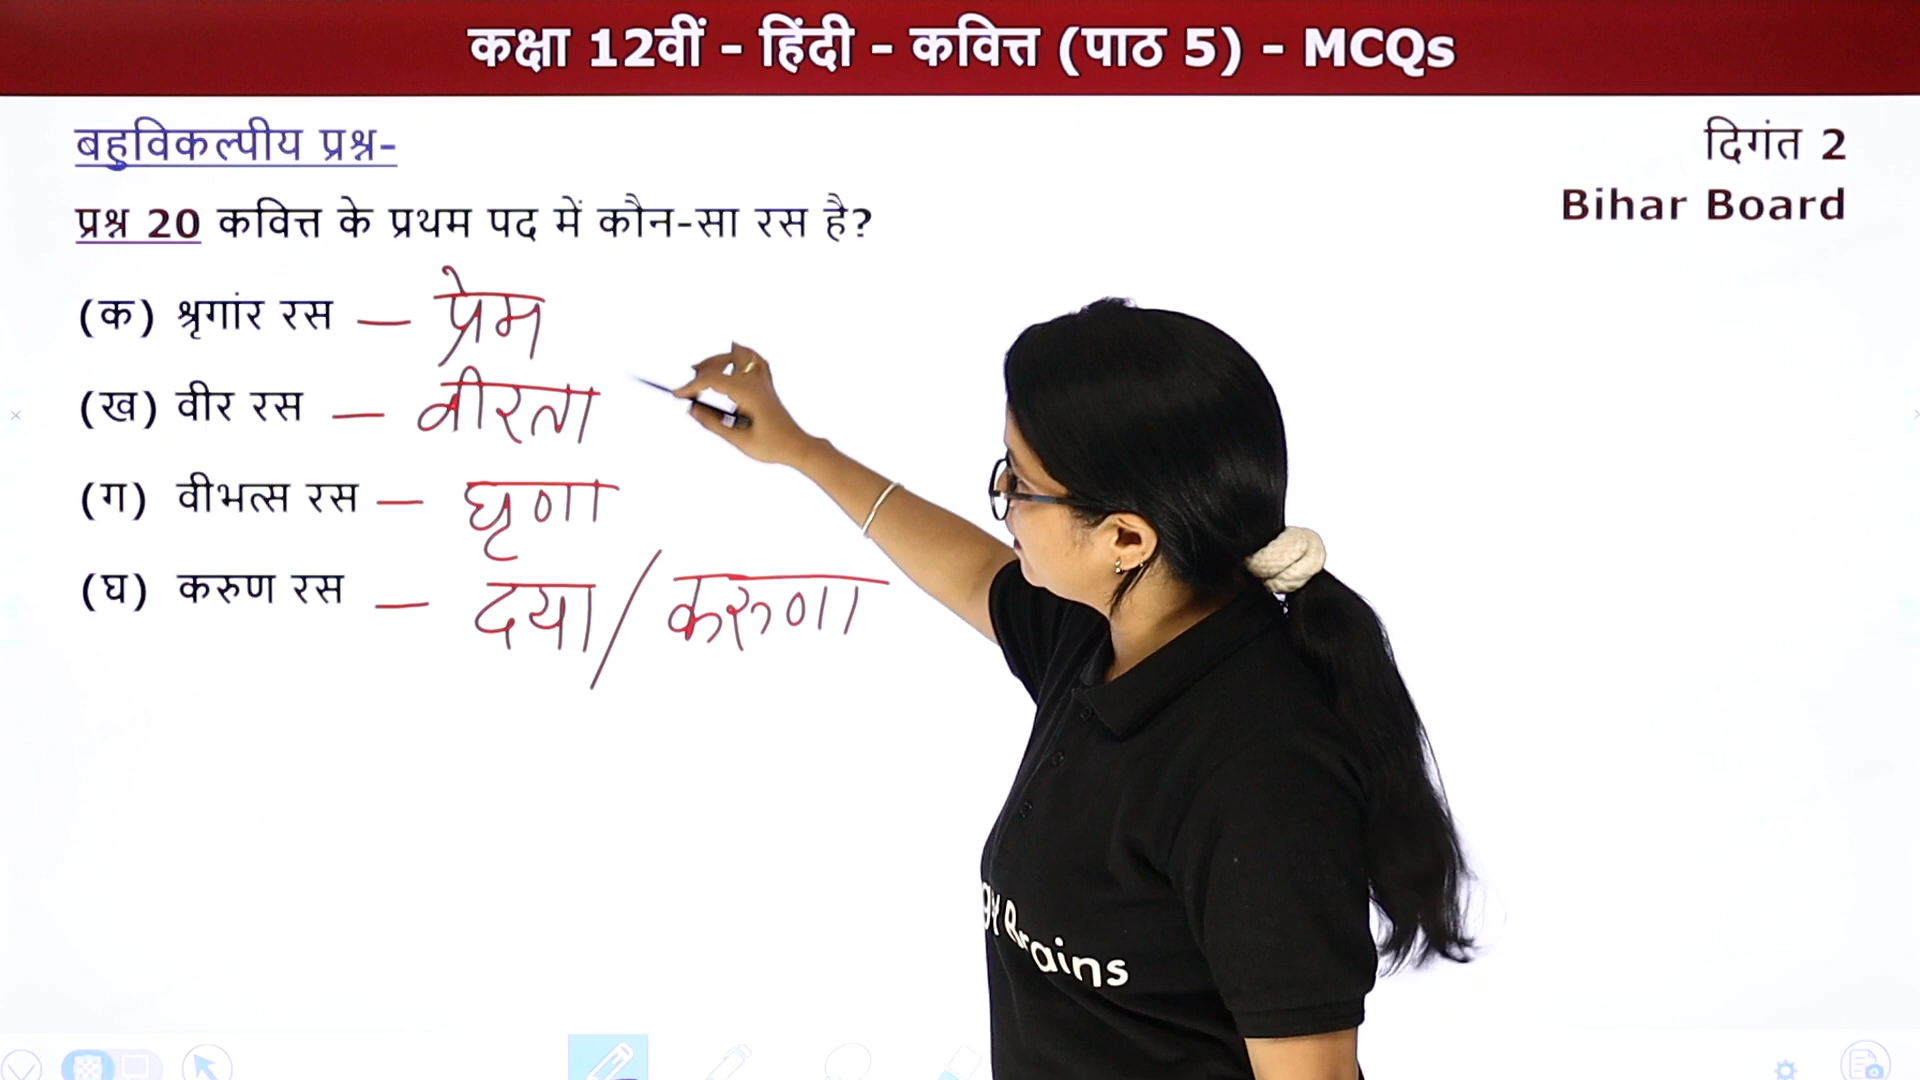 कक्षा 12वीं - हिंदी - कवित्त (पाठ 5) - MCQs
बहुविकल्पीय प्रश्न-
दिगंत 2
Bihar Board
प्रश्न 20 कवित्त के प्रथम पद में कौन-सा रस है?
(क) श्रृगांर रस — प्रेम
(ख) वीर रस — वीरता
(ग) वीभत्स रस — घृणा
(घ) करुण रस — दया / करुणा
Brains